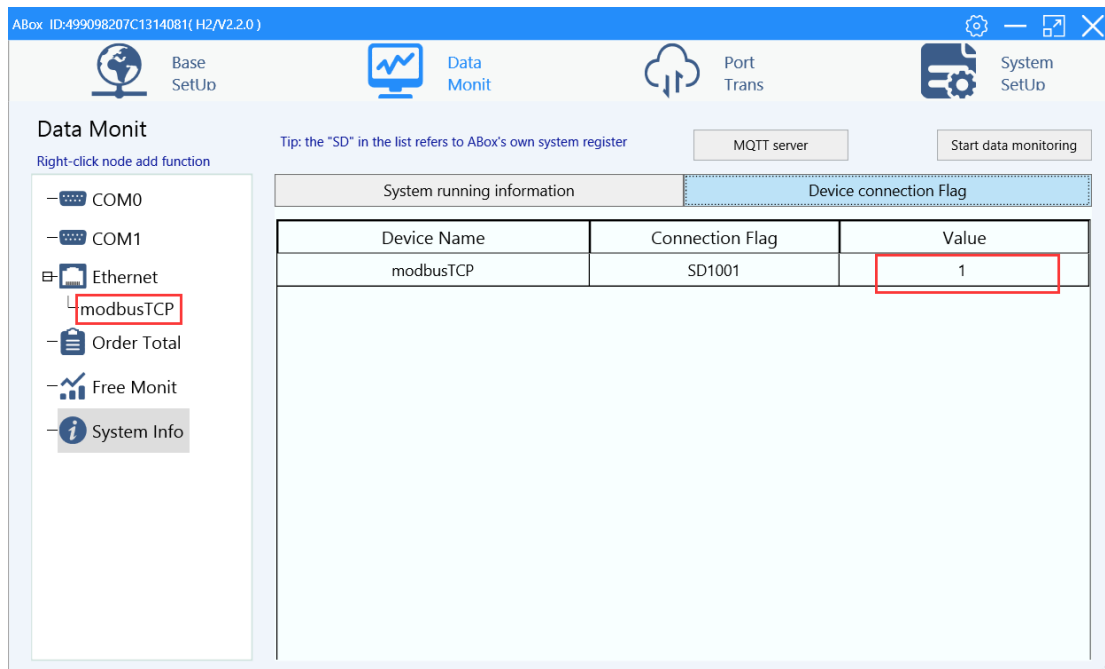 ABox ID:499098207C1314081( H2/V2.2.0 )
Base
SetUp
Data
Monit
Port
Trans
System
SetUp
Data Monit
Right-click node add function
Tip: the "SD" in the list refers to ABox's own system register
MQTT server
Start data monitoring
COM0
COM1
Ethernet
modbusTCP
Order Total
Free Monit
System Info
System running information
Device connection Flag
Device Name
Connection Flag
Value
modbusTCP
SD1001
1